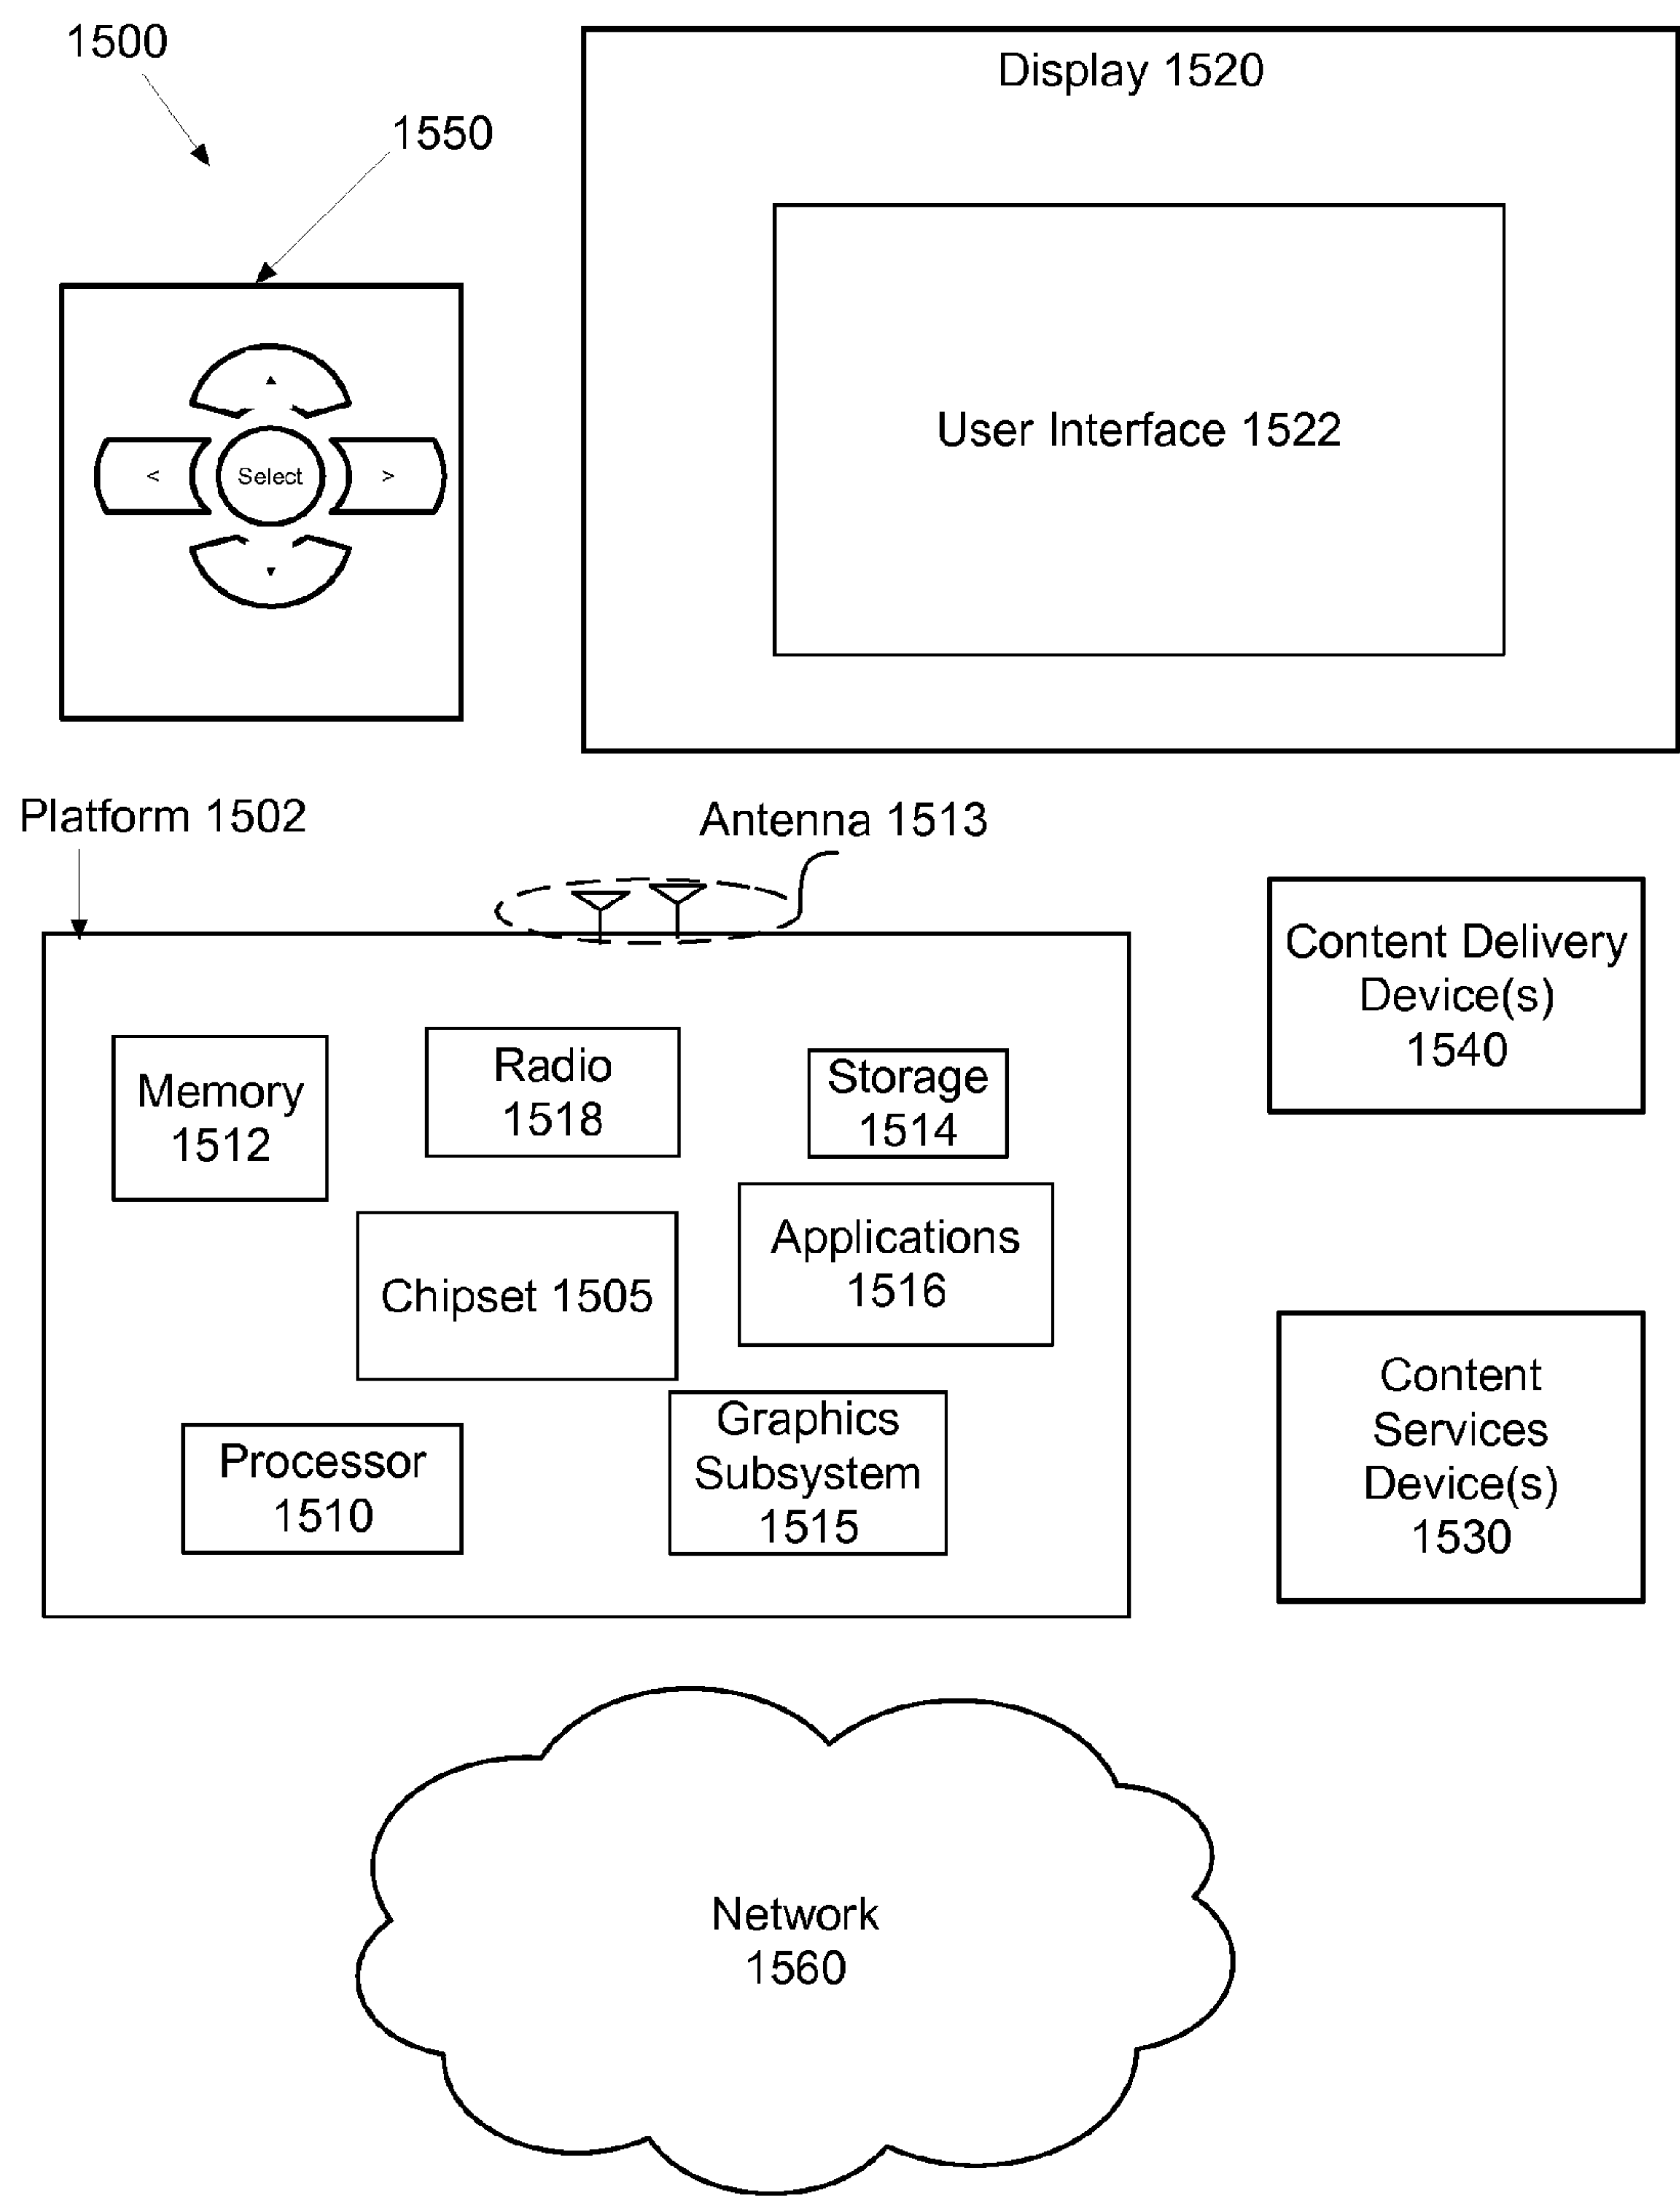 1500
1550
Display 1520
User Interface 1522
<
Select
>
Platform 1502
Antenna 1513
Memory
1512
Radio
1518
Storage
1514
Chipset 1505
Applications
1516
Processor
1510
Graphics
Subsystem
1515
Content Delivery
Device(s)
1540
Content
Services
Device(s)
1530
Network
1560